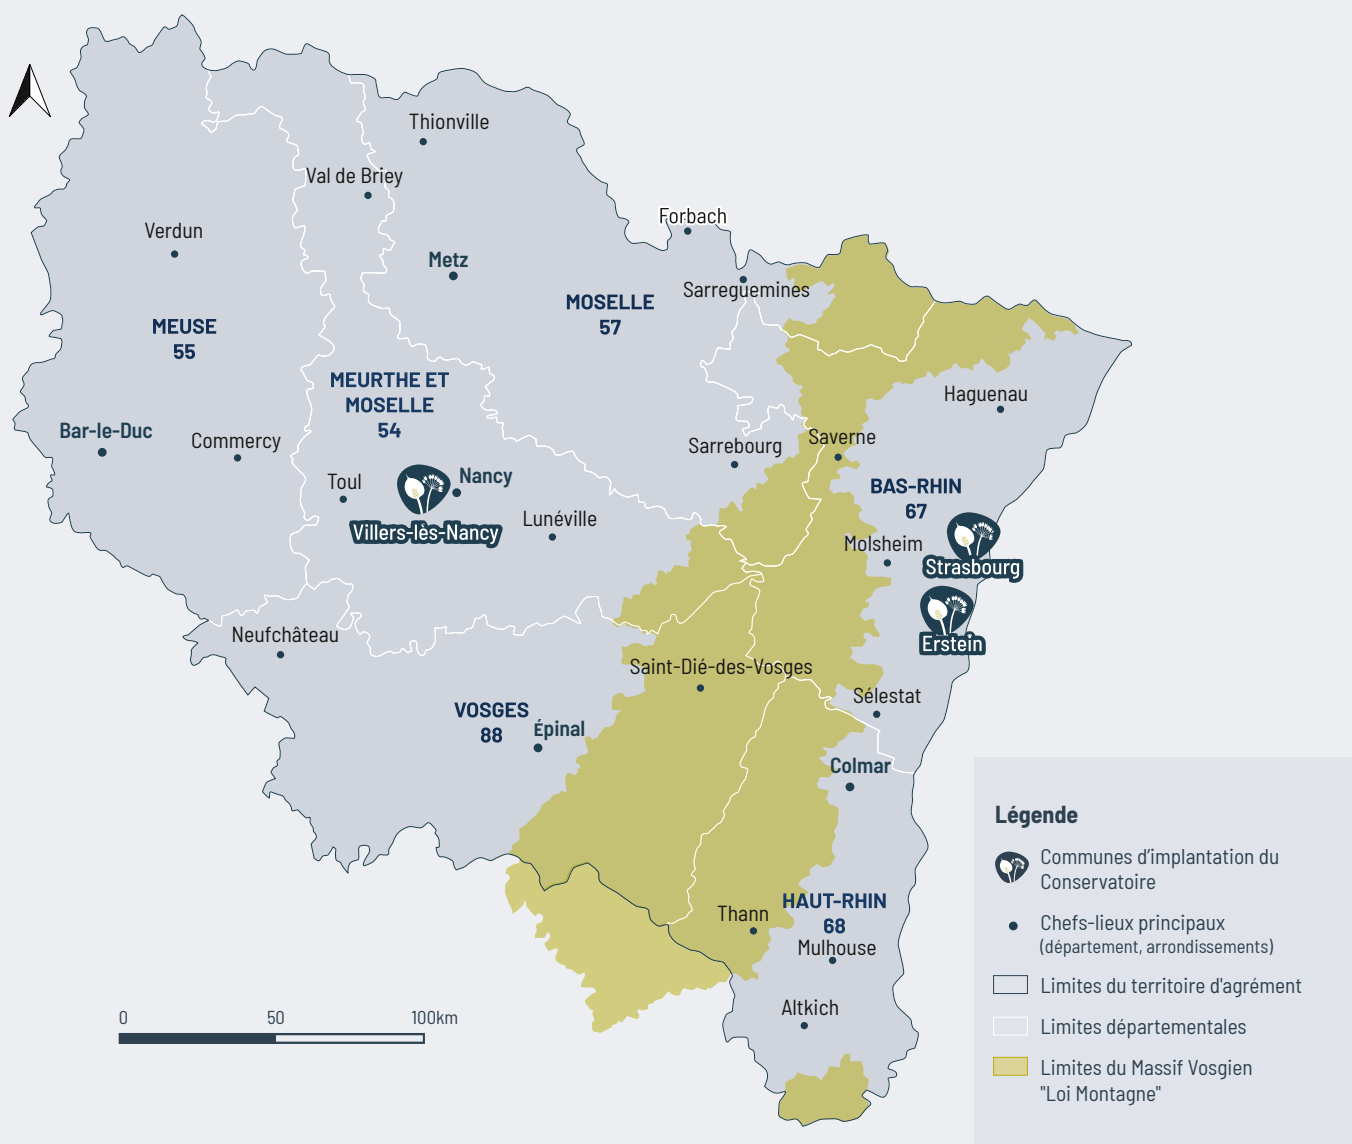 Thionville
Val de Briey
Forbach
Verdun
Metz
Sarreguemines
MOSELLE
57
MEUSE
55
MEURTHE ET
MOSELLE
54
Haguenau
Bar-le-Duc
Commercy
Sarrebourg
Saverne
Toul
Nancy
BAS-RHIN
67
Villers-lès-Nancy
Lunéville
Molsheim
Strasbourg
Neufchâteau
Erstein
Saint-Dié-des-Vosges
Sélestat
VOSGES
88
Épinal
Colmar
HAUT-RHIN
68
Thann
Mulhouse
Altkich
0 50 100km
Légende
Communes d'implantation du
Conservatoire
Chefs-lieux principaux
(département, arrondissements)
Limites du territoire d'agrément
Limites départementales
Limites du Massif Vosgien
"Loi Montagne"